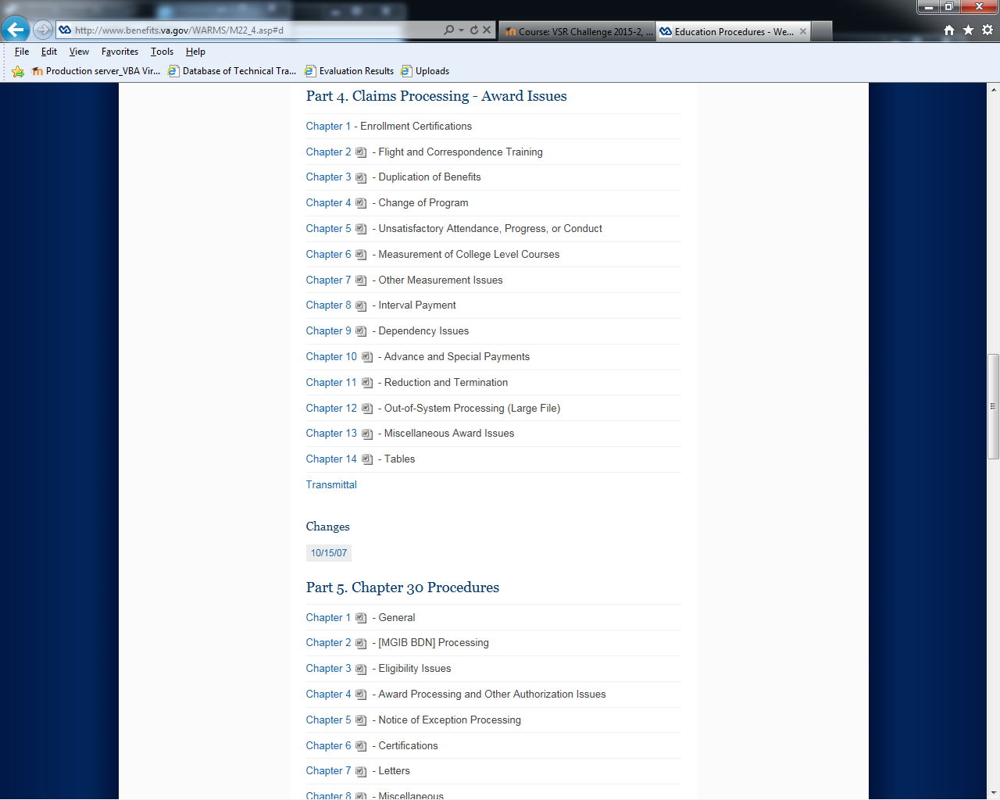 http://www.benefits.va.gov/WARMS/M22_4.asp#d
Course: VSR Challenge 2015-2, ...
Education Procedures - We...
File Edit View Favorites Tools Help
Production server_VBA Vir... Database of Technical Tra... Evaluation Results Uploads
Part 4. Claims Processing - Award Issues
Chapter 1 - Enrollment Certifications
Chapter 2 - Flight and Correspondence Training
Chapter 3 - Duplication of Benefits
Chapter 4 - Change of Program
Chapter 5 - Unsatisfactory Attendance, Progress, or Conduct
Chapter 6 - Measurement of College Level Courses
Chapter 7 - Other Measurement Issues
Chapter 8 - Interval Payment
Chapter 9 - Dependency Issues
Chapter 10 - Advance and Special Payments
Chapter 11 - Reduction and Termination
Chapter 12 - Out-of-System Processing (Large File)
Chapter 13 - Miscellaneous Award Issues
Chapter 14 - Tables
Transmittal
Changes
10/15/07
Part 5. Chapter 30 Procedures
Chapter 1 - General
Chapter 2 - [MGIB BDN] Processing
Chapter 3 - Eligibility Issues
Chapter 4 - Award Processing and Other Authorization Issues
Chapter 5 - Notice of Exception Processing
Chapter 6 - Certifications
Chapter 7 - Letters
Chapter 8 - Miscellaneous